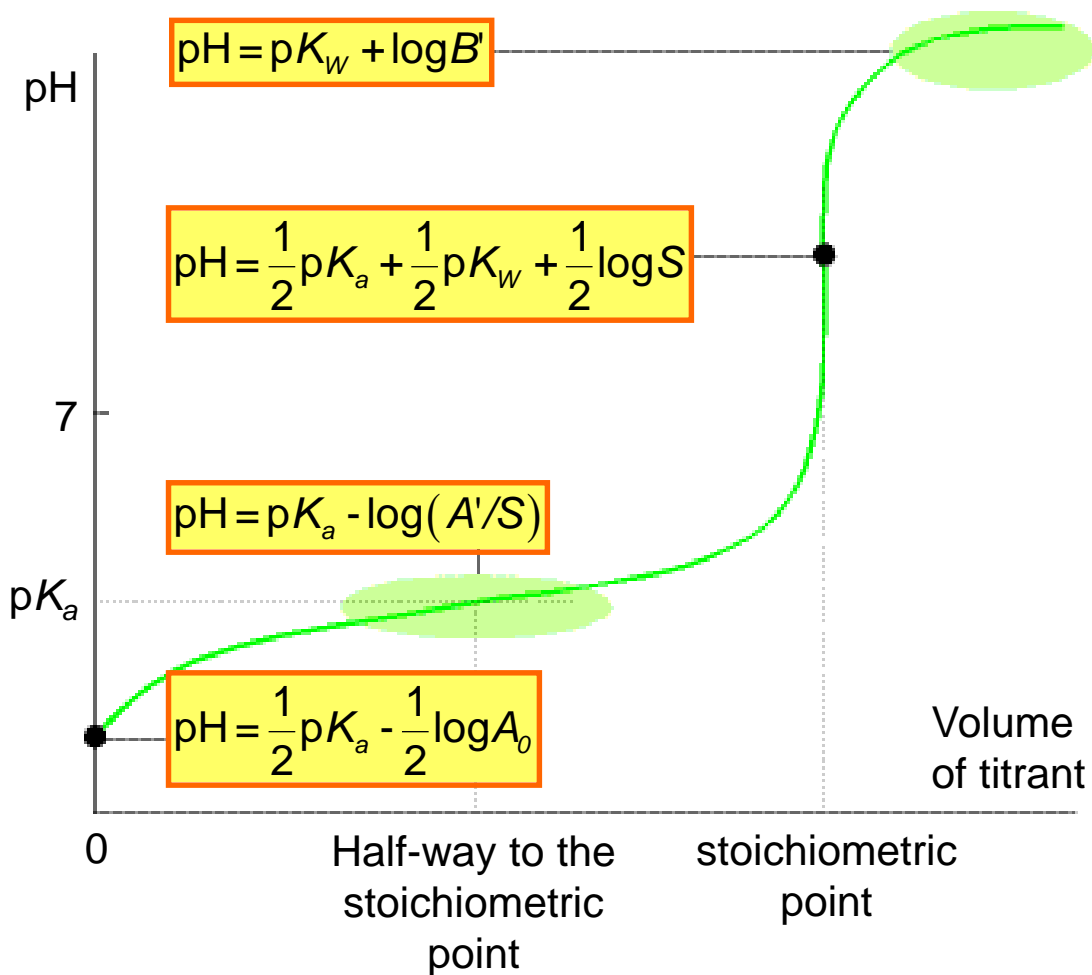 pH = pK_W + logB'
pH
pH = 1/2 pK_a + 1/2 pK_W + 1/2 logS
7
pH = pK_a - log(A'/S)
pK_a
pH = 1/2 pK_a - 1/2 logA_0
Volume
of titrant
0
Half-way to the
stoichiometric
point
stoichiometric
point